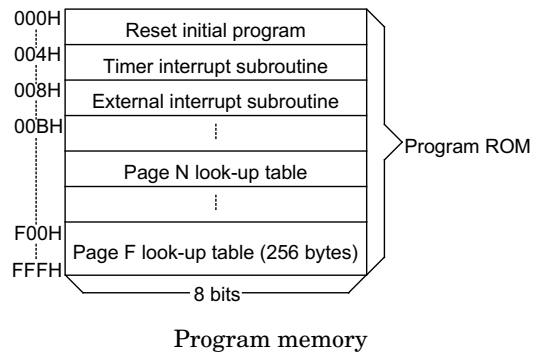 000H
Reset initial program
004H
Timer interrupt subroutine
008H
External interrupt subroutine
00BH
Page N look-up table
Program ROM
F00H
Page F look-up table (256 bytes)
FFFH
8 bits
Program memory